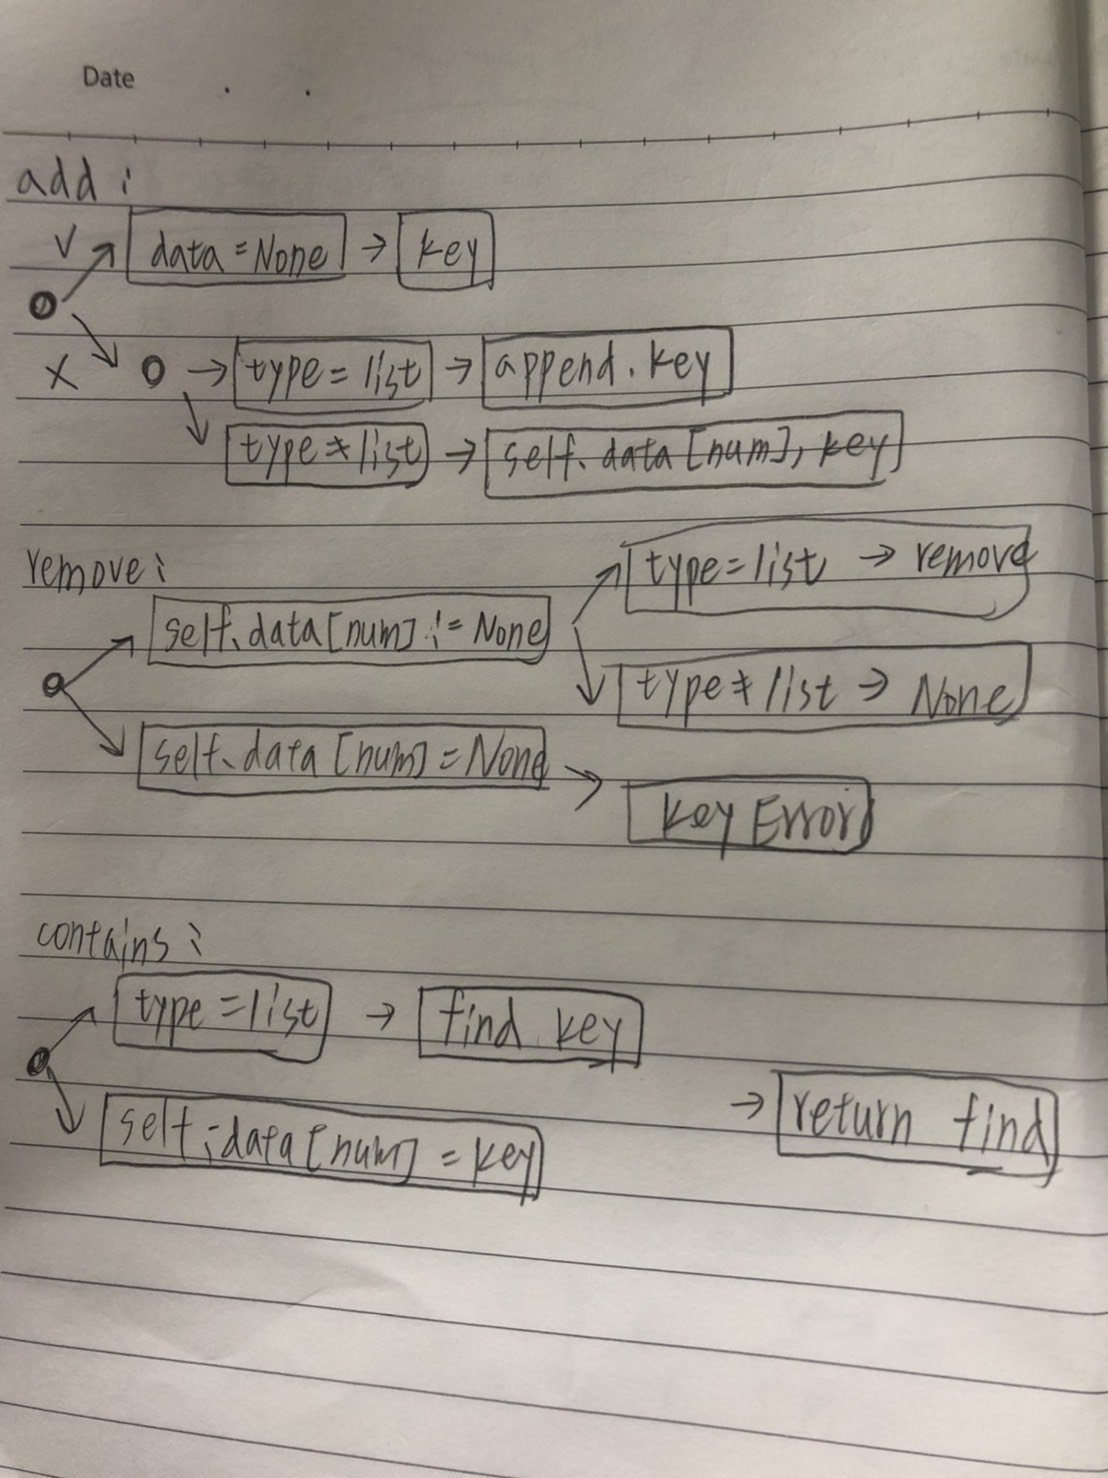 Date . .
add :
V data = None → key
X type = list → append. key
type ≠ list → self. data [num], key
remove :
type = list → remove
self. data [num] != None
type ≠ list → None
self. data [num] = None
key Error
contains :
type = list → find key
→ return find
self. data [num] = key